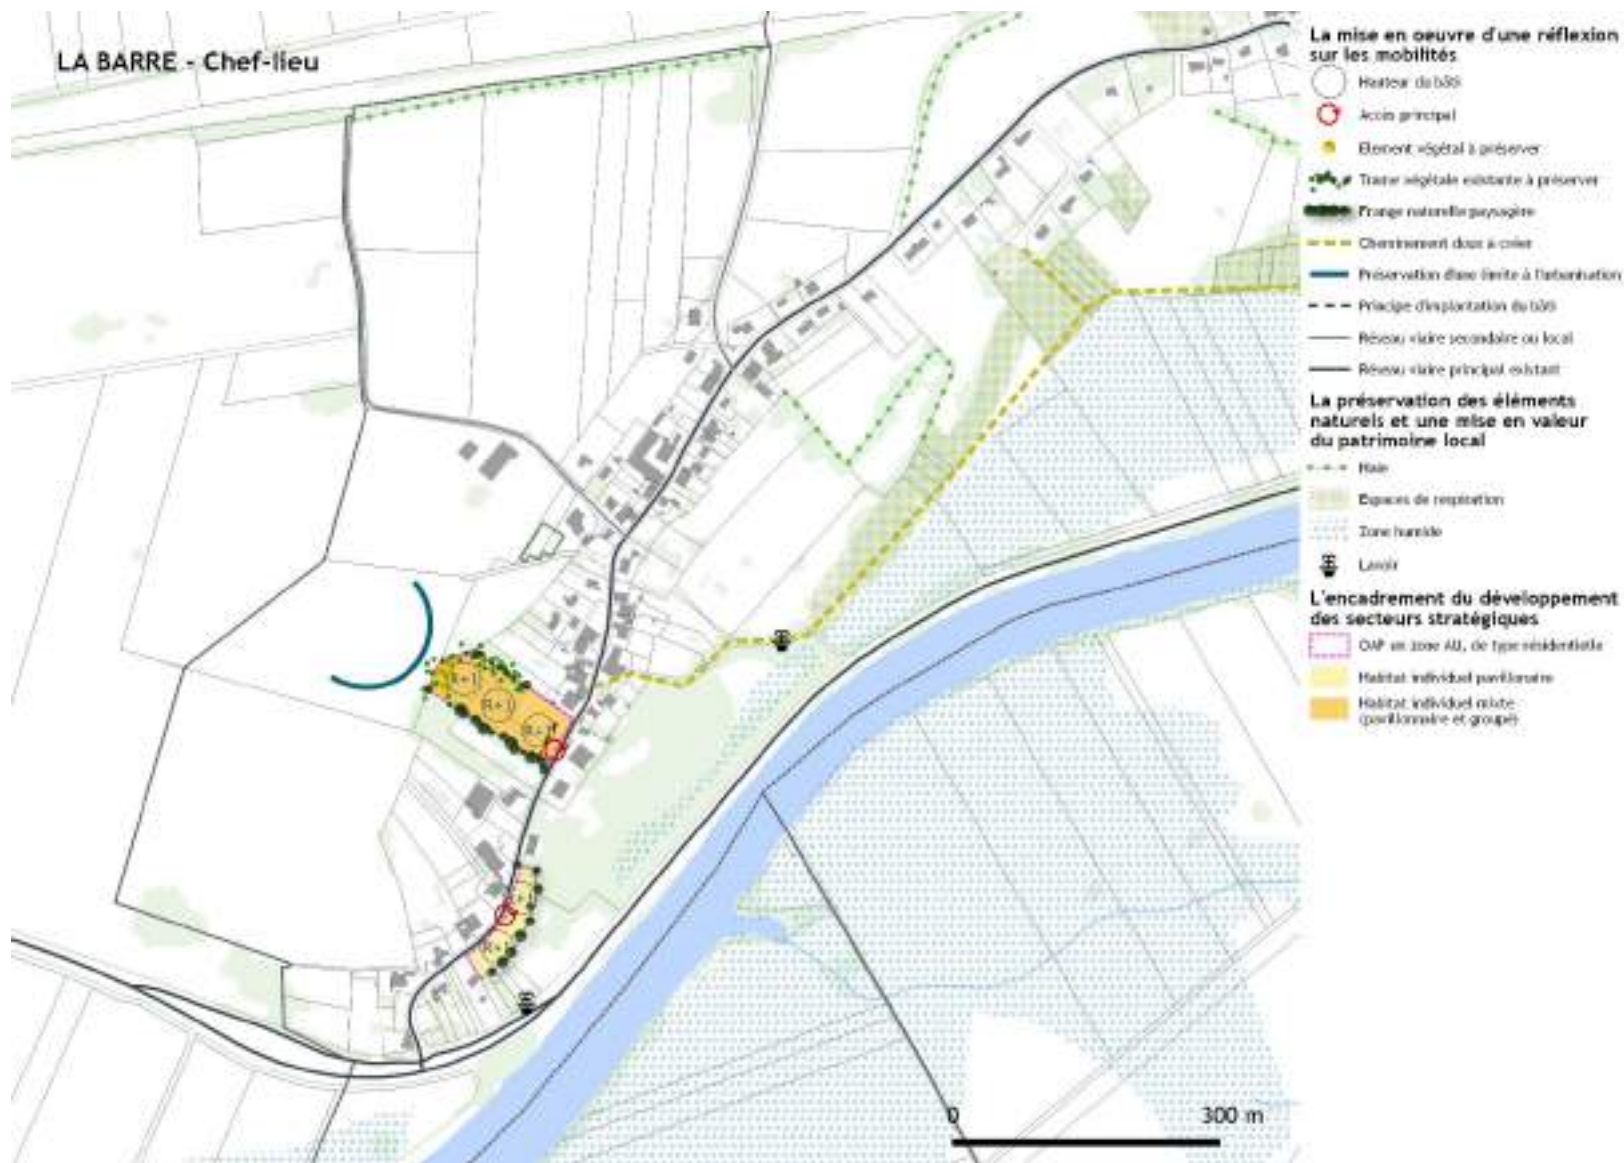 LA BARRE - Chef-lieu
La mise en oeuvre d'une réflexion
sur les mobilités
Hauteur du bâti
Accès principal
Element végétal à préserver
Trame végétale existante à préserver
Frange naturelle paysagère
Cheminement doux à créer
Préservation d'une limite à l'urbanisation
Principe d'implantation du bâti
Réseau viaire secondaire ou local
Réseau viaire principal existant
La préservation des éléments
naturels et une mise en valeur
du patrimoine local
Haie
Espaces de respiration
Zone humide
Lavoir
L'encadrement du développement
des secteurs stratégiques
OAP en zone AU, de type résidentielle
Habitat individuel pavillonaire
Habitat individuel mixte
(pavillonnaire et groupé)
R+1
R+1
R+1
R+1
0 300 m